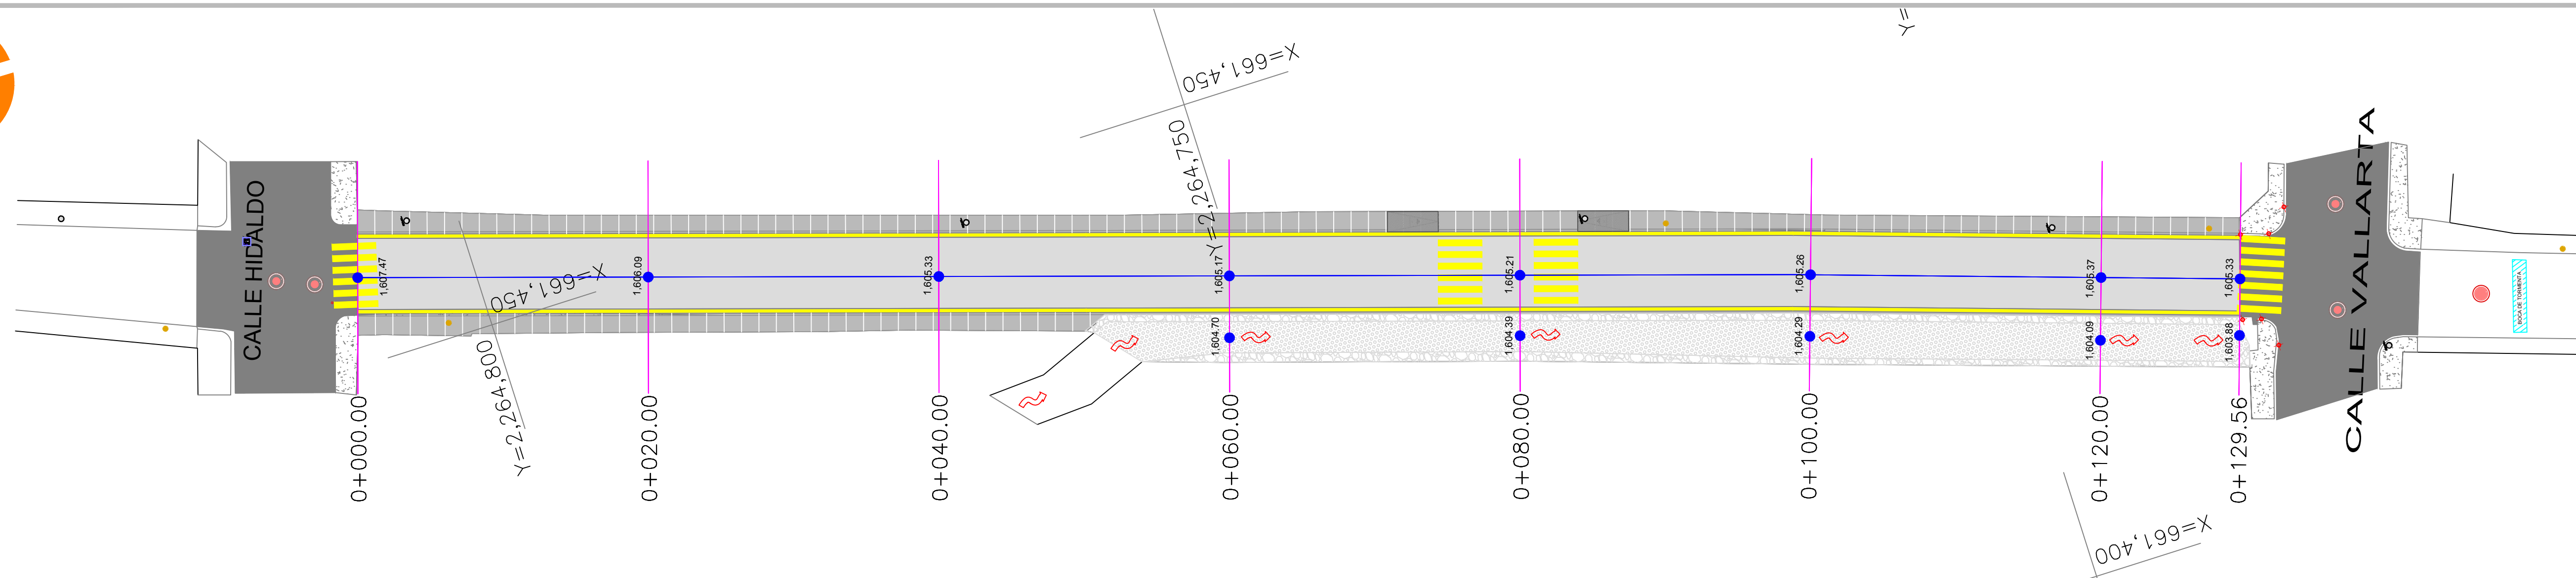 Y=
X=661,450
Y=2,264,750
CALLE HIDALDO
CALLE VALLARTA
X=661,450
Y=2,264,800
1,607.47
1,606.09
1,605.33
1,605.17
1,605.21
1,605.26
1,605.37
1,605.33
1,604.70
1,604.39
1,604.29
1,604.09
1,603.88
BOCA DE TORMENTA
0+000.00
0+020.00
0+040.00
0+060.00
0+080.00
0+100.00
0+120.00
0+129.56
X=661,400